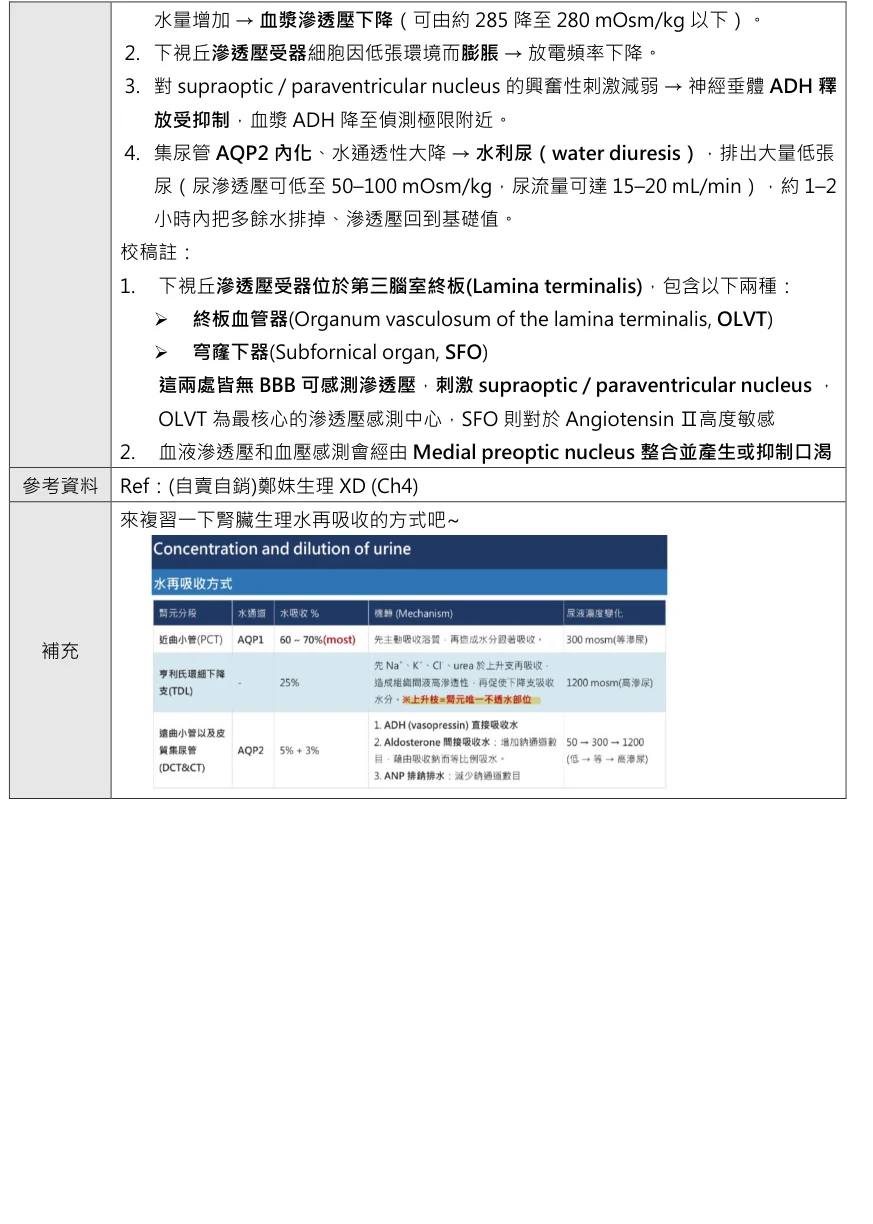 水量增加 → 血漿滲透壓下降（可由約 285 降至 280 mOsm/kg 以下）。
2. 下視丘滲透壓受器細胞因低張環境而膨脹 → 放電頻率下降。
3. 對 supraoptic / paraventricular nucleus 的興奮性刺激減弱 → 神經垂體 ADH 釋
放受抑制，血漿 ADH 降至偵測極限附近。
4. 集尿管 AQP2 內化、水通透性大降 → 水利尿（water diuresis），排出大量低張
尿（尿滲透壓可低至 50–100 mOsm/kg，尿流量可達 15–20 mL/min），約 1–2
小時內把多餘水排掉、滲透壓回到基礎值。
校稿註：
1. 下視丘滲透壓受器位於第三腦室終板(Lamina terminalis)，包含以下兩種：
➢ 終板血管器(Organum vasculosum of the lamina terminalis, OLVT)
➢ 穹窿下器(Subfornical organ, SFO)
這兩處皆無 BBB 可感測滲透壓，刺激 supraoptic / paraventricular nucleus，
OLVT 為最核心的滲透壓感測中心，SFO 則對於 Angiotensin Ⅱ高度敏感
2. 血液滲透壓和血壓感測會經由 Medial preoptic nucleus 整合並產生或抑制口渴
參考資料 Ref：(自賣自銷)鄭妹生理 XD (Ch4)
補充
來複習一下腎臟生理水再吸收的方式吧~
Concentration and dilution of urine
水再吸收方式
腎元分段 水通道 水吸收 % 機轉 (Mechanism) 尿液濃度變化
近曲小管(PCT) AQP1 60 ~ 70%(most) 先主動吸收溶質，再造成水分跟著吸收。 300 mosm(等滲尿)
亨利氏環細下降
支(TDL)
- 25%
先 Na⁺、K⁺、Cl⁻、urea 於上升支再吸收，
造成組織間液高滲透性，再促使下降支吸收
水分。※上升枝=腎元唯一不透水部位
1200 mosm(高滲尿)
遠曲小管以及皮
質集尿管
(DCT&CT)
AQP2 5% + 3%
1. ADH (vasopressin) 直接吸收水
2. Aldosterone 間接吸收水：增加鈉通道數
目，藉由吸收鈉而等比例吸水。
3. ANP 排鈉排水：減少鈉通道數目
50 → 300 → 1200
(低 → 等 → 高滲尿)